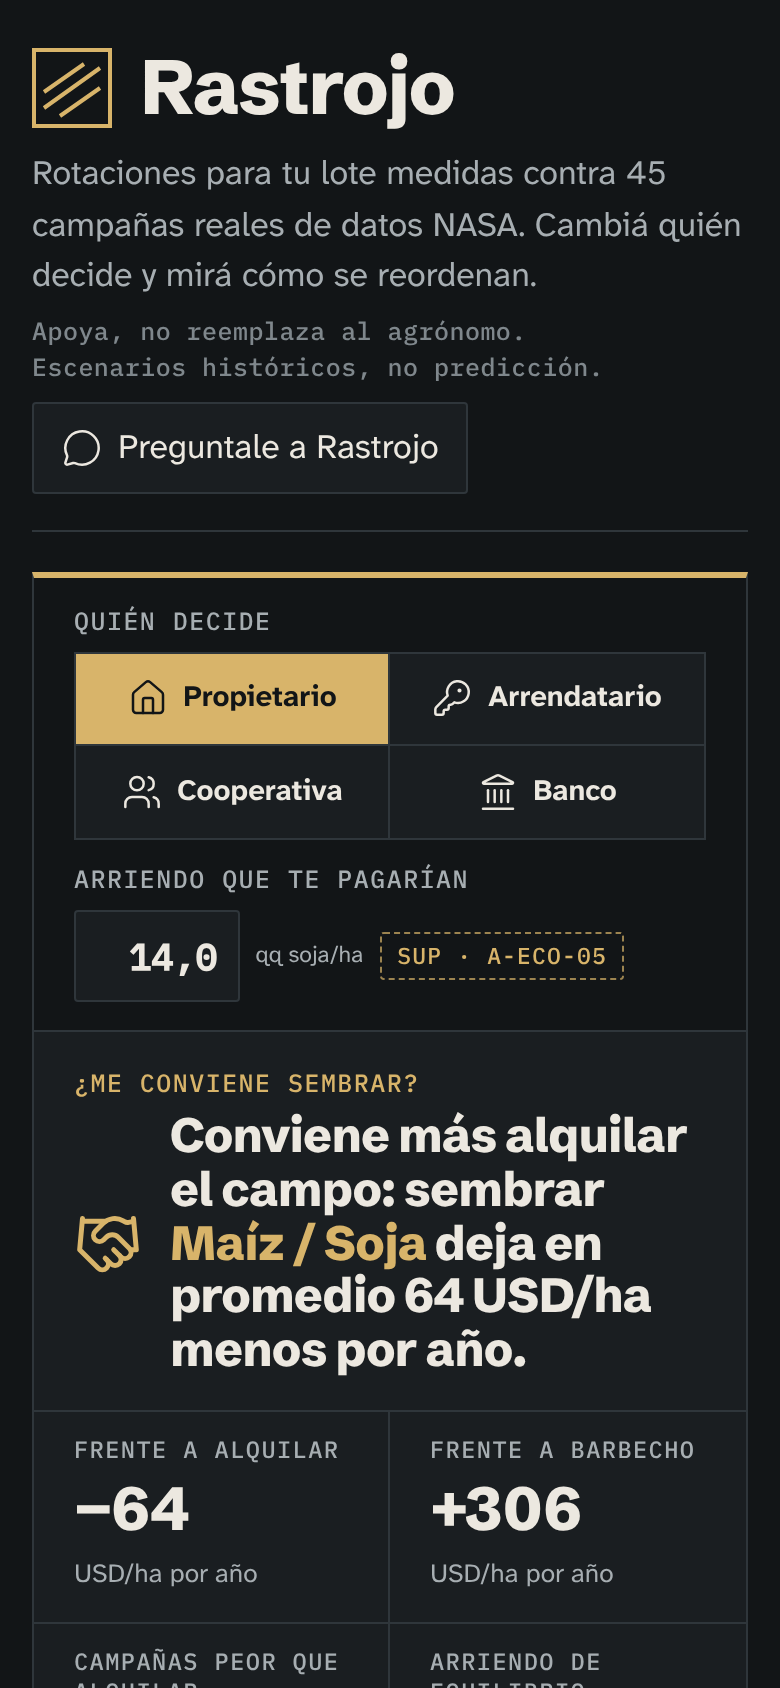 Rastrojo
Rotaciones para tu lote medidas contra 45
campañas reales de datos NASA. Cambiá quién
decide y mirá cómo se reordenan.
Apoya, no reemplaza al agrónomo.
Escenarios históricos, no predicción.
Preguntale a Rastrojo
QUIÉN DECIDE
Propietario
Arrendatario
Cooperativa
Banco
ARRIENDO QUE TE PAGARÍAN
14,0 qq soja/ha SUP · A-ECO-05
¿ME CONVIENE SEMBRAR?
Conviene más alquilar
el campo: sembrar
Maíz / Soja deja en
promedio 64 USD/ha
menos por año.
FRENTE A ALQUILAR
−64
USD/ha por año
FRENTE A BARBECHO
+306
USD/ha por año
CAMPAÑAS PEOR QUE
ALQUILAR
ARRIENDO DE
EQUILIBRIO